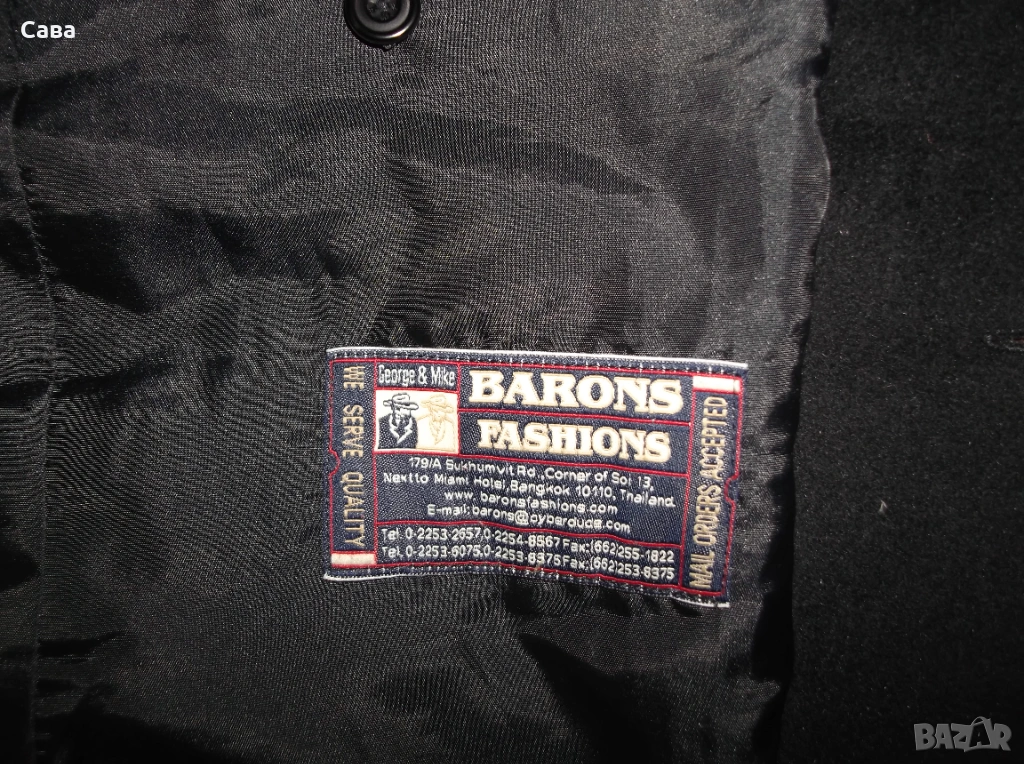 Сава
George & Mike
BARONS
FASHIONS
WE SERVE QUALITY
179/A Sukhumvit Rd., Corner of Soi 13,
Next to Miami Hotel, Bangkok 10110, Thailand.
www. baronsfashions.com
E-mail: barons@cyberdude.com
Tel. 0-2253-2657,0-2254-8567 Fax:(662)255-1822
Tel. 0-2253-6075,0-2253-8375 Fax:(662)253-8375
MAIL ORDERS ACCEPTED
BAZAR